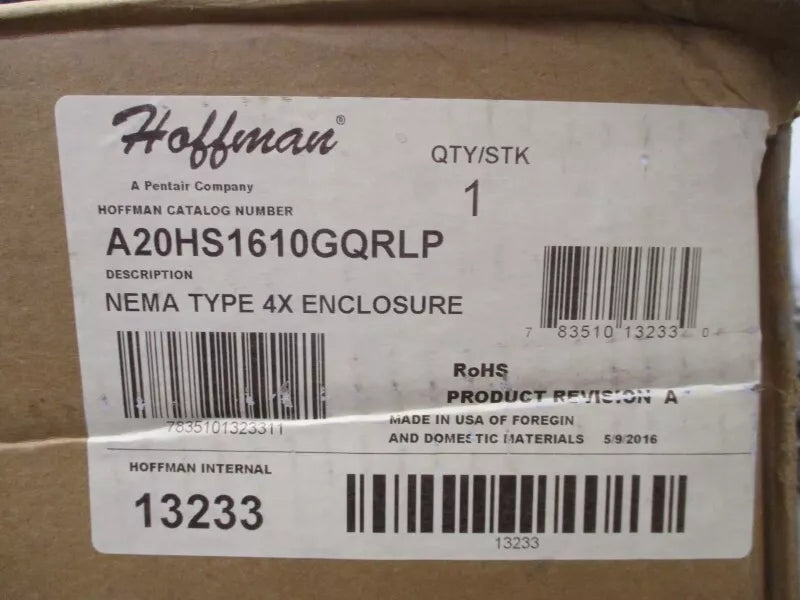 Hoffman®
A Pentair Company
QTY/STK
1
HOFFMAN CATALOG NUMBER
A20HS1610GQRLP
DESCRIPTION
NEMA TYPE 4X ENCLOSURE
7 83510 13233 0
7835101323311
RoHS
PRODUCT REVISION A
MADE IN USA OF FOREGIN
AND DOMESTIC MATERIALS 5/9/2016
HOFFMAN INTERNAL
13233
13233